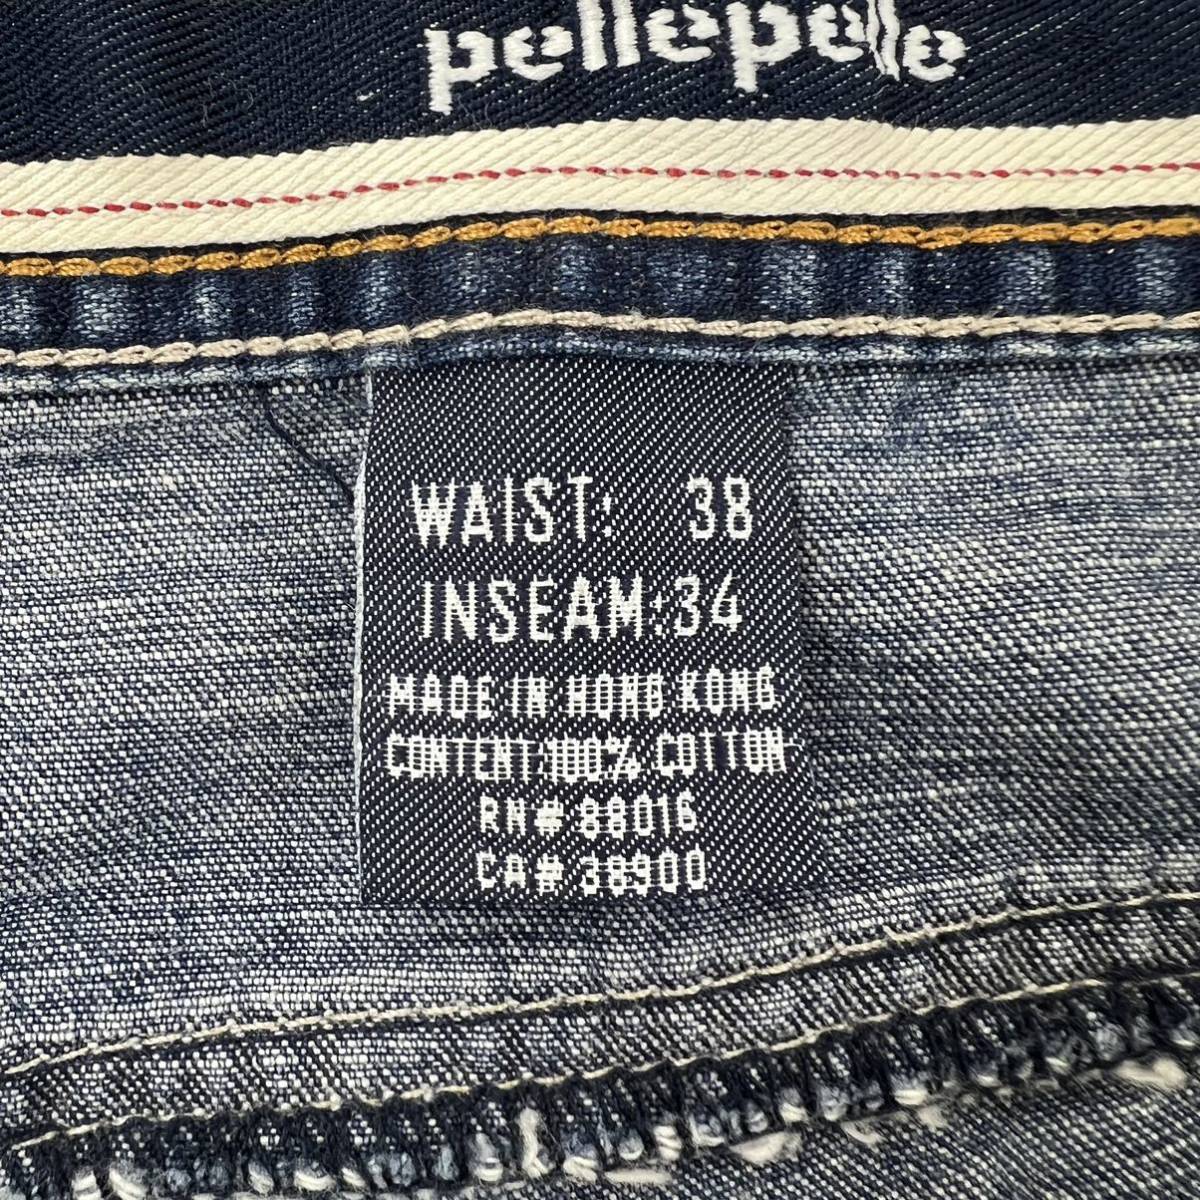 pellepelle
WAIST: 38
INSEAM:34
MADE IN HONG KONG
CONTENT:100% COTTON
RN# 88016
CA# 38900